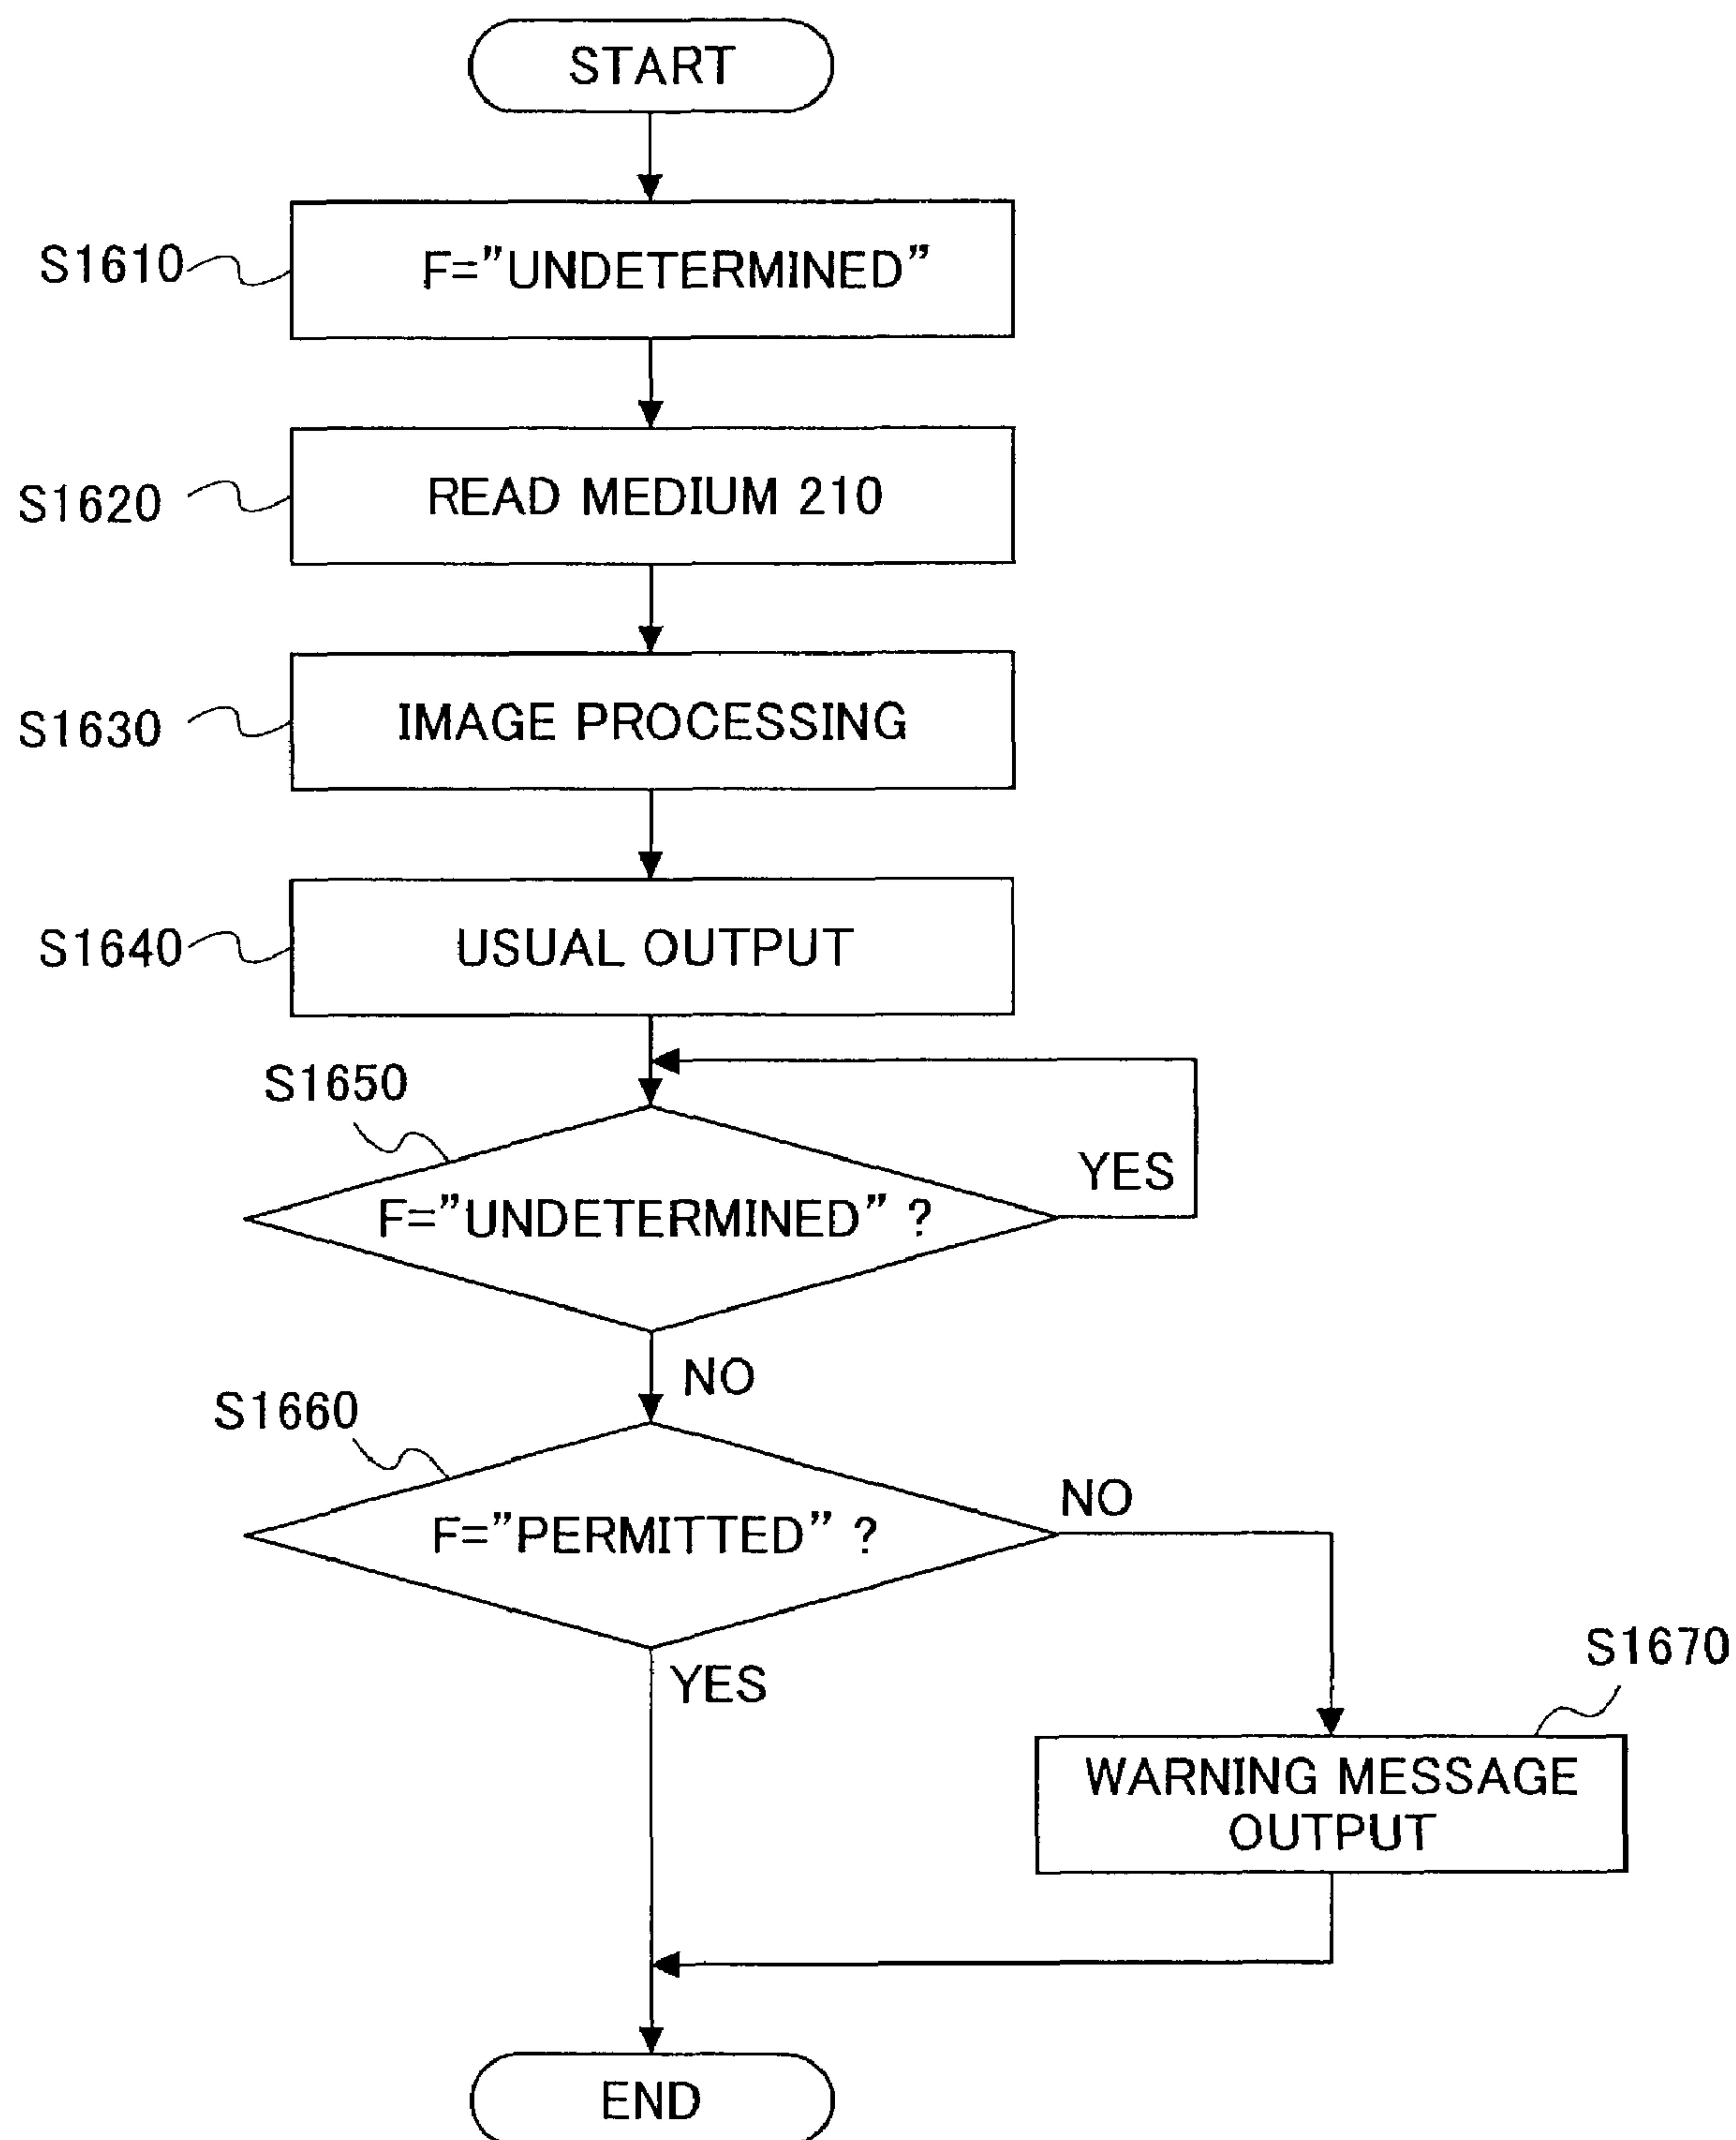 START
S1610
F="UNDETERMINED"
S1620
READ MEDIUM 210
S1630
IMAGE PROCESSING
S1640
USUAL OUTPUT
S1650
YES
F="UNDETERMINED" ?
NO
S1660
NO
F="PERMITTED" ?
YES
S1670
WARNING MESSAGE
OUTPUT
END